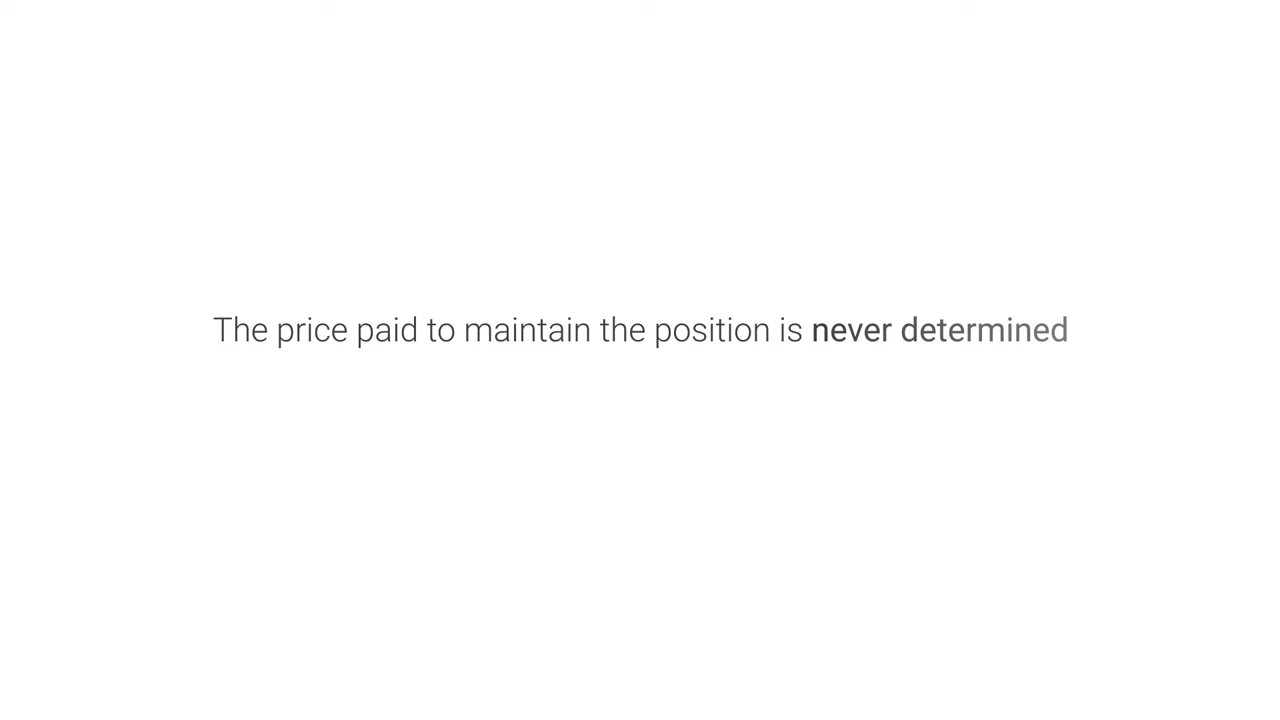 The price paid to maintain the position is never determined